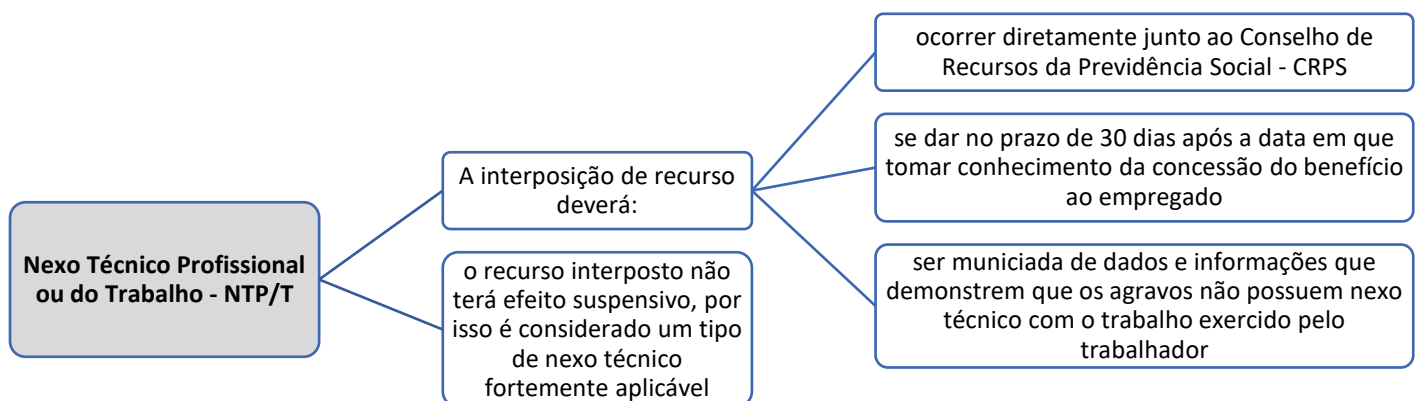 Nexo Técnico Profissional
ou do Trabalho - NTP/T
A interposição de recurso
deverá:
ocorrer diretamente junto ao Conselho de
Recursos da Previdência Social - CRPS
se dar no prazo de 30 dias após a data em que
tomar conhecimento da concessão do benefício
ao empregado
ser municiada de dados e informações que
demonstrem que os agravos não possuem nexo
técnico com o trabalho exercido pelo
trabalhador
o recurso interposto não
terá efeito suspensivo, por
isso é considerado um tipo
de nexo técnico
fortemente aplicável